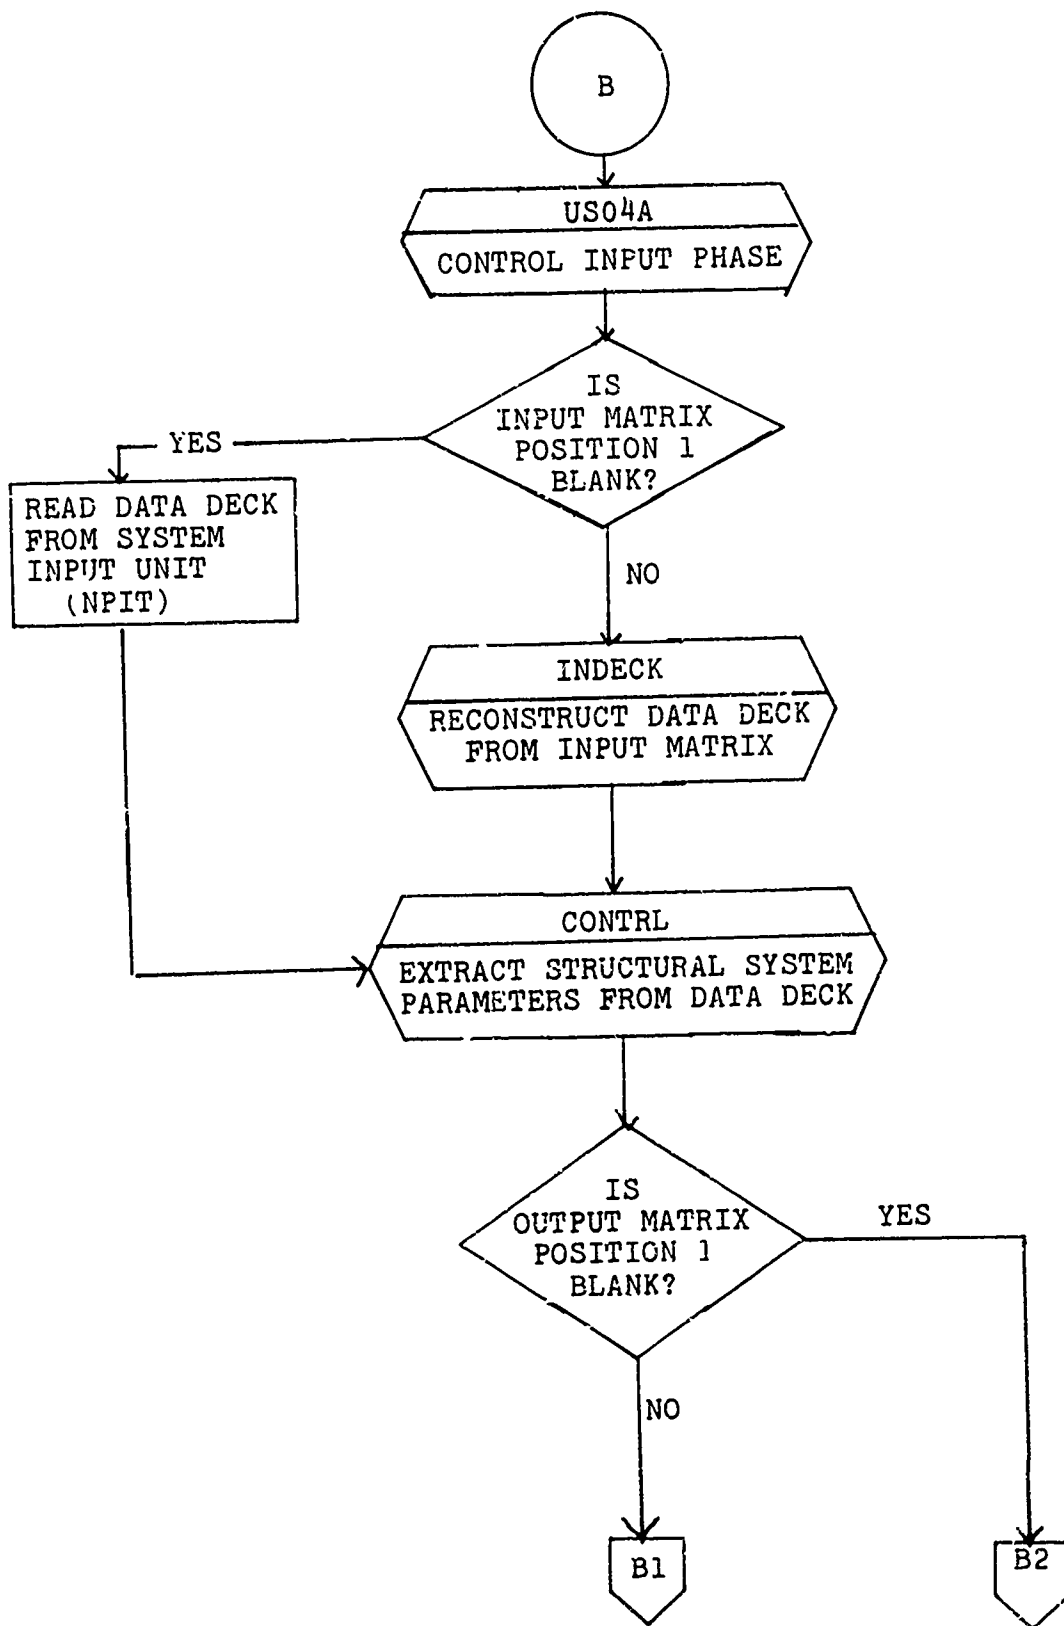 B
US04A
CONTROL INPUT PHASE
IS
INPUT MATRIX
POSITION 1
BLANK?
YES
READ DATA DECK
FROM SYSTEM
INPUT UNIT
(NPIT)
NO
INDECK
RECONSTRUCT DATA DECK
FROM INPUT MATRIX
CONTRL
EXTRACT STRUCTURAL SYSTEM
PARAMETERS FROM DATA DECK
IS
OUTPUT MATRIX
POSITION 1
BLANK?
YES
NO
B1
B2